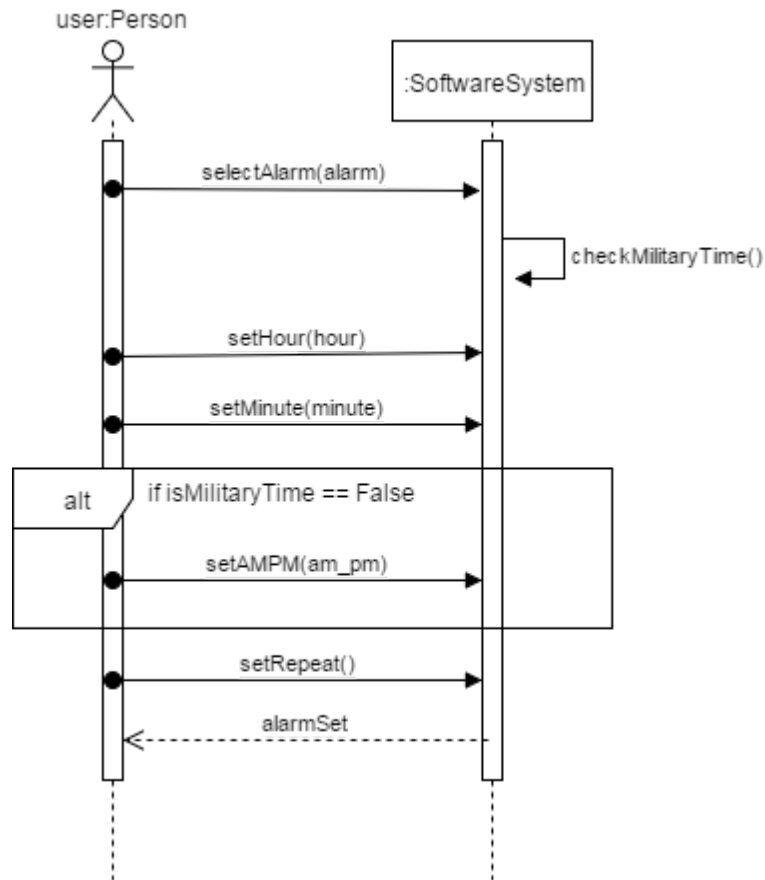 user:Person
:SoftwareSystem
selectAlarm(alarm)
checkMilitaryTime()
setHour(hour)
setMinute(minute)
alt
if isMilitaryTime == False
setAMPM(am_pm)
setRepeat()
alarmSet